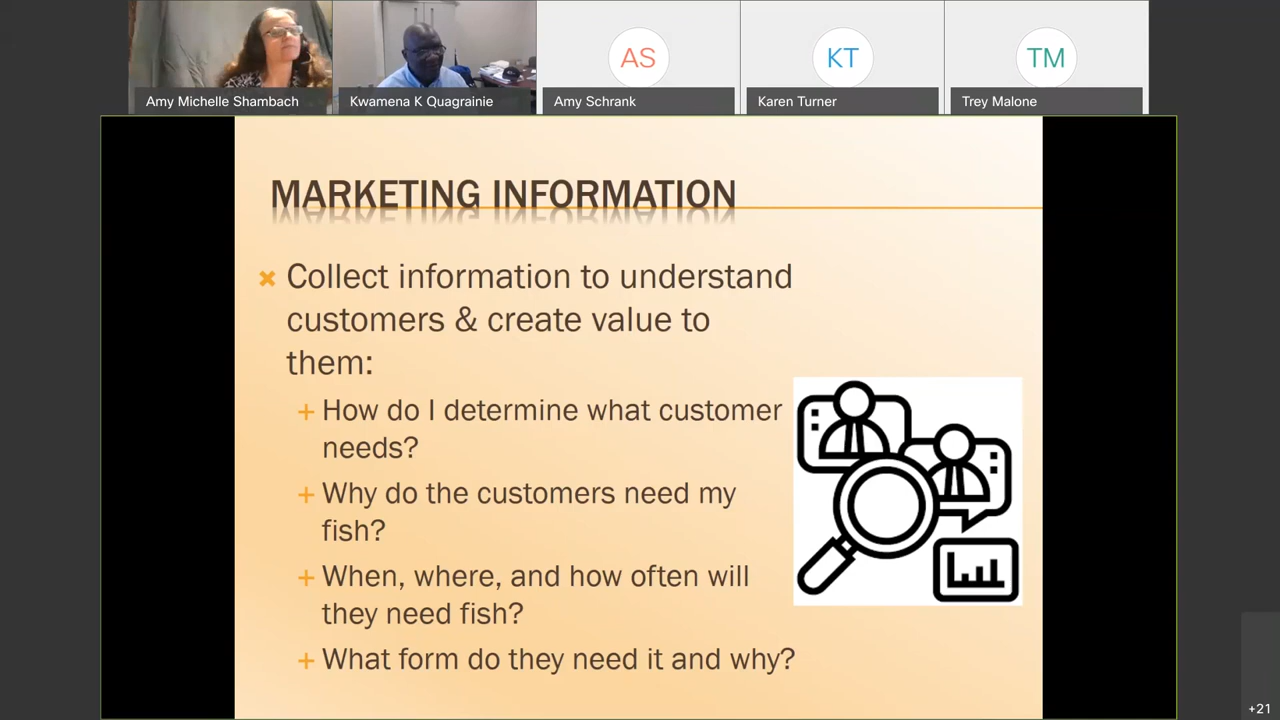 AS
KT
TM
Amy Michelle Shambach
Kwamena K Quagrainie
Amy Schrank
Karen Turner
Trey Malone
MARKETING INFORMATION
Collect information to understand
customers & create value to
them:
How do I determine what customer
needs?
Why do the customers need my
fish?
When, where, and how often will
they need fish?
What form do they need it and why?
+21